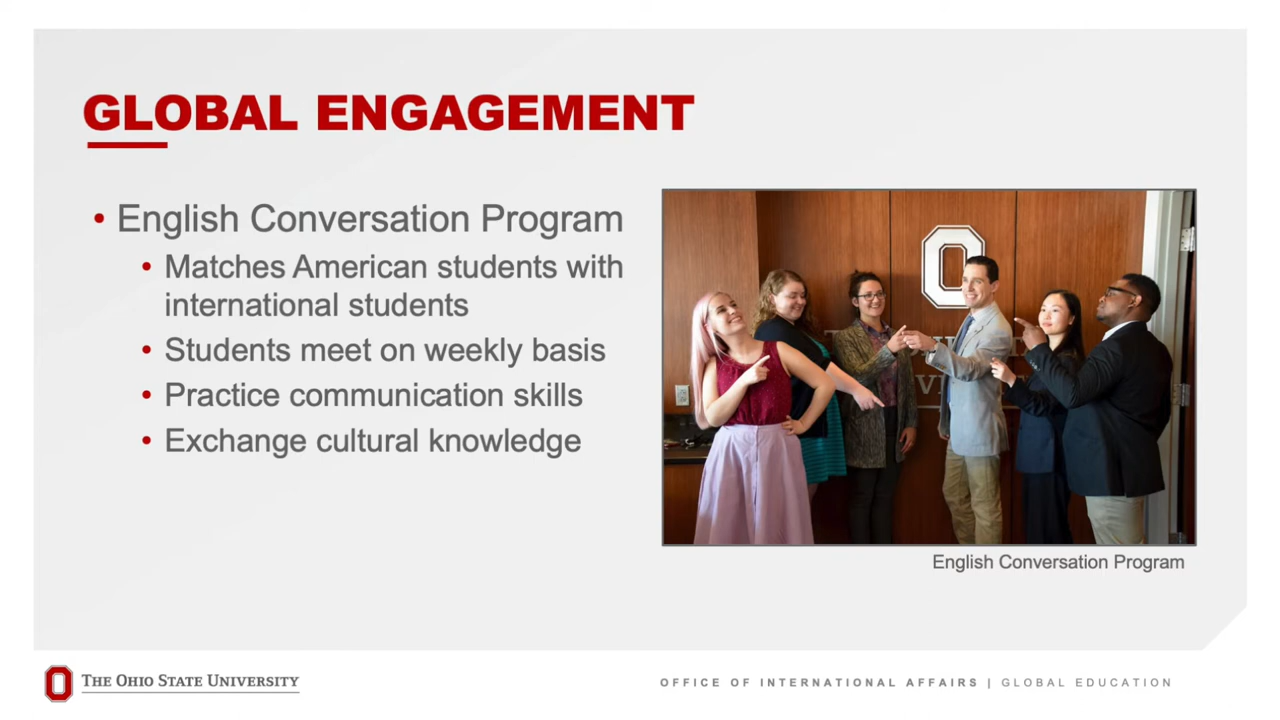 GLOBAL ENGAGEMENT
• English Conversation Program
• Matches American students with
international students
• Students meet on weekly basis
• Practice communication skills
• Exchange cultural knowledge
English Conversation Program
THE OHIO STATE UNIVERSITY
OFFICE OF INTERNATIONAL AFFAIRS | GLOBAL EDUCATION